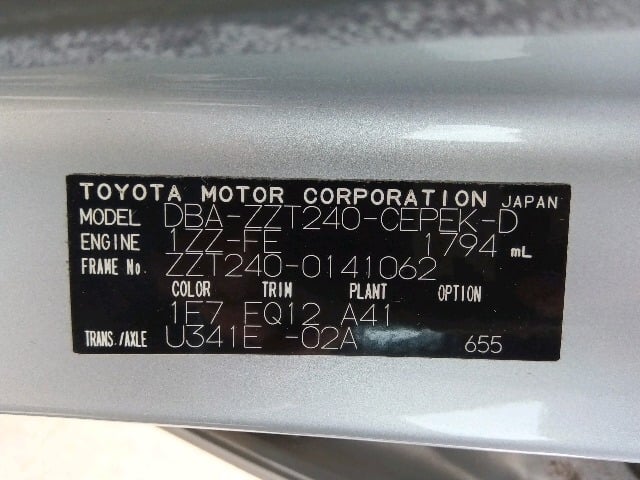 TOYOTA MOTOR CORPORATION JAPAN
MODEL DBA-ZZT240-CEPEK-D
ENGINE 1ZZ-FE 1794 mL
FRAME No. ZZT240-0141062
COLOR TRIM PLANT OPTION
1E7 FQ12 A41
TRANS./AXLE U341E -02A 655